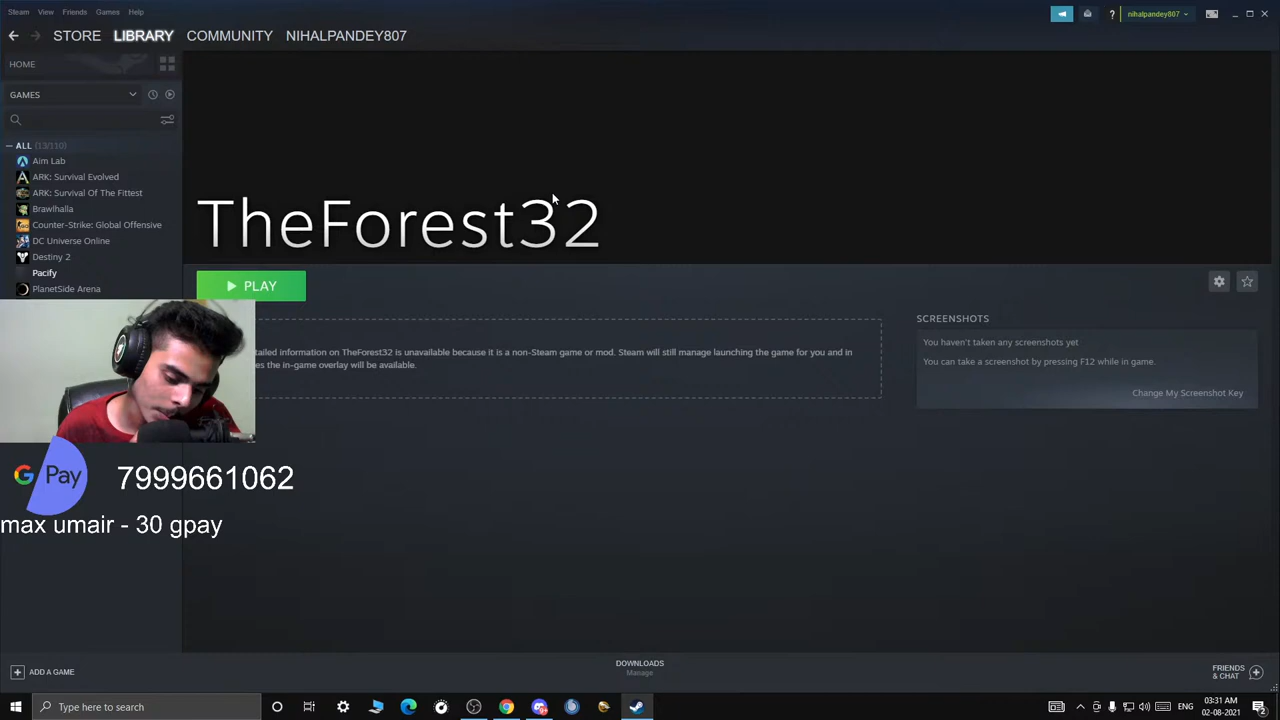 Steam View Friends Games Help
nihalpandey807
STORE LIBRARY COMMUNITY NIHALPANDEY807
HOME
GAMES
ALL (13/110)
Aim Lab
ARK: Survival Evolved
ARK: Survival Of The Fittest
Brawlhalla
Counter-Strike: Global Offensive
DC Universe Online
Destiny 2
Pacify
PlanetSide Arena
TheForest32
PLAY
tailed information on TheForest32 is unavailable because it is a non-Steam game or mod. Steam will still manage launching the game for you and in
es the in-game overlay will be available.
SCREENSHOTS
You haven't taken any screenshots yet
You can take a screenshot by pressing F12 while in game.
Change My Screenshot Key
G Pay 7999661062
max umair - 30 gpay
ADD A GAME
DOWNLOADS
Manage
FRIENDS
& CHAT
Type here to search
03:31 AM
02-08-2021
2